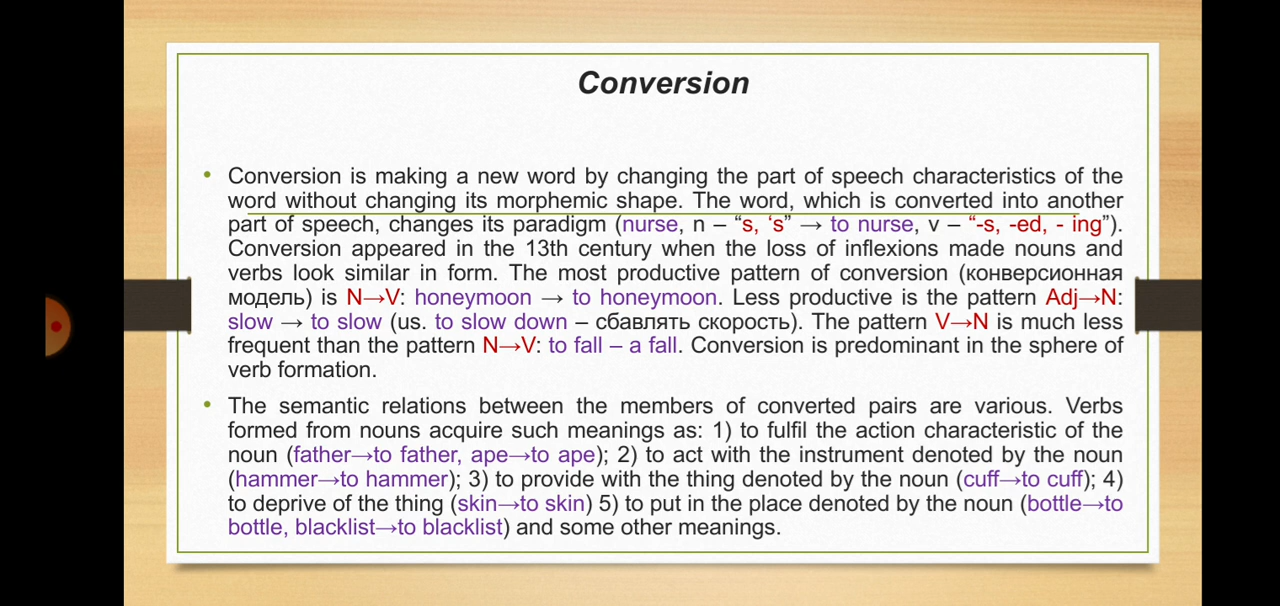 Conversion
• Conversion is making a new word by changing the part of speech characteristics of the
word without changing its morphemic shape. The word, which is converted into another
part of speech, changes its paradigm (nurse, n – “s, ‘s” → to nurse, v – “-s, -ed, - ing”).
Conversion appeared in the 13th century when the loss of inflexions made nouns and
verbs look similar in form. The most productive pattern of conversion (конверсионная
модель) is N→V: honeymoon → to honeymoon. Less productive is the pattern Adj→N:
slow → to slow (us. to slow down – сбавлять скорость). The pattern V→N is much less
frequent than the pattern N→V: to fall – a fall. Conversion is predominant in the sphere of
verb formation.
• The semantic relations between the members of converted pairs are various. Verbs
formed from nouns acquire such meanings as: 1) to fulfil the action characteristic of the
noun (father→to father, ape→to ape); 2) to act with the instrument denoted by the noun
(hammer→to hammer); 3) to provide with the thing denoted by the noun (cuff→to cuff); 4)
to deprive of the thing (skin→to skin) 5) to put in the place denoted by the noun (bottle→to
bottle, blacklist→to blacklist) and some other meanings.